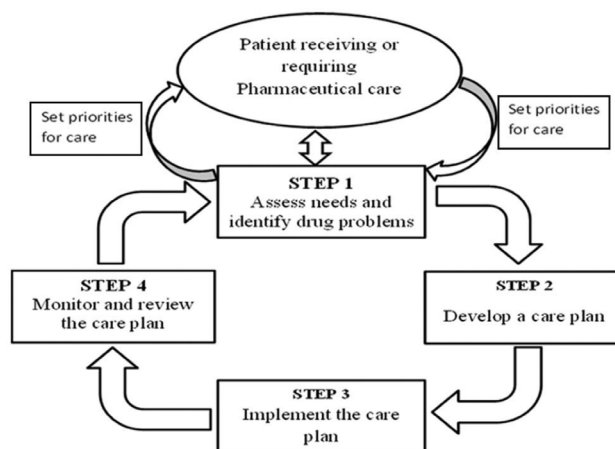 Patient receiving or
requiring
Pharmaceutical care
Set priorities
for care
Set priorities
for care
STEP 1
Assess needs and
identify drug problems
STEP 4
Monitor and review
the care plan
STEP 2
Develop a care plan
STEP 3
Implement the care
plan